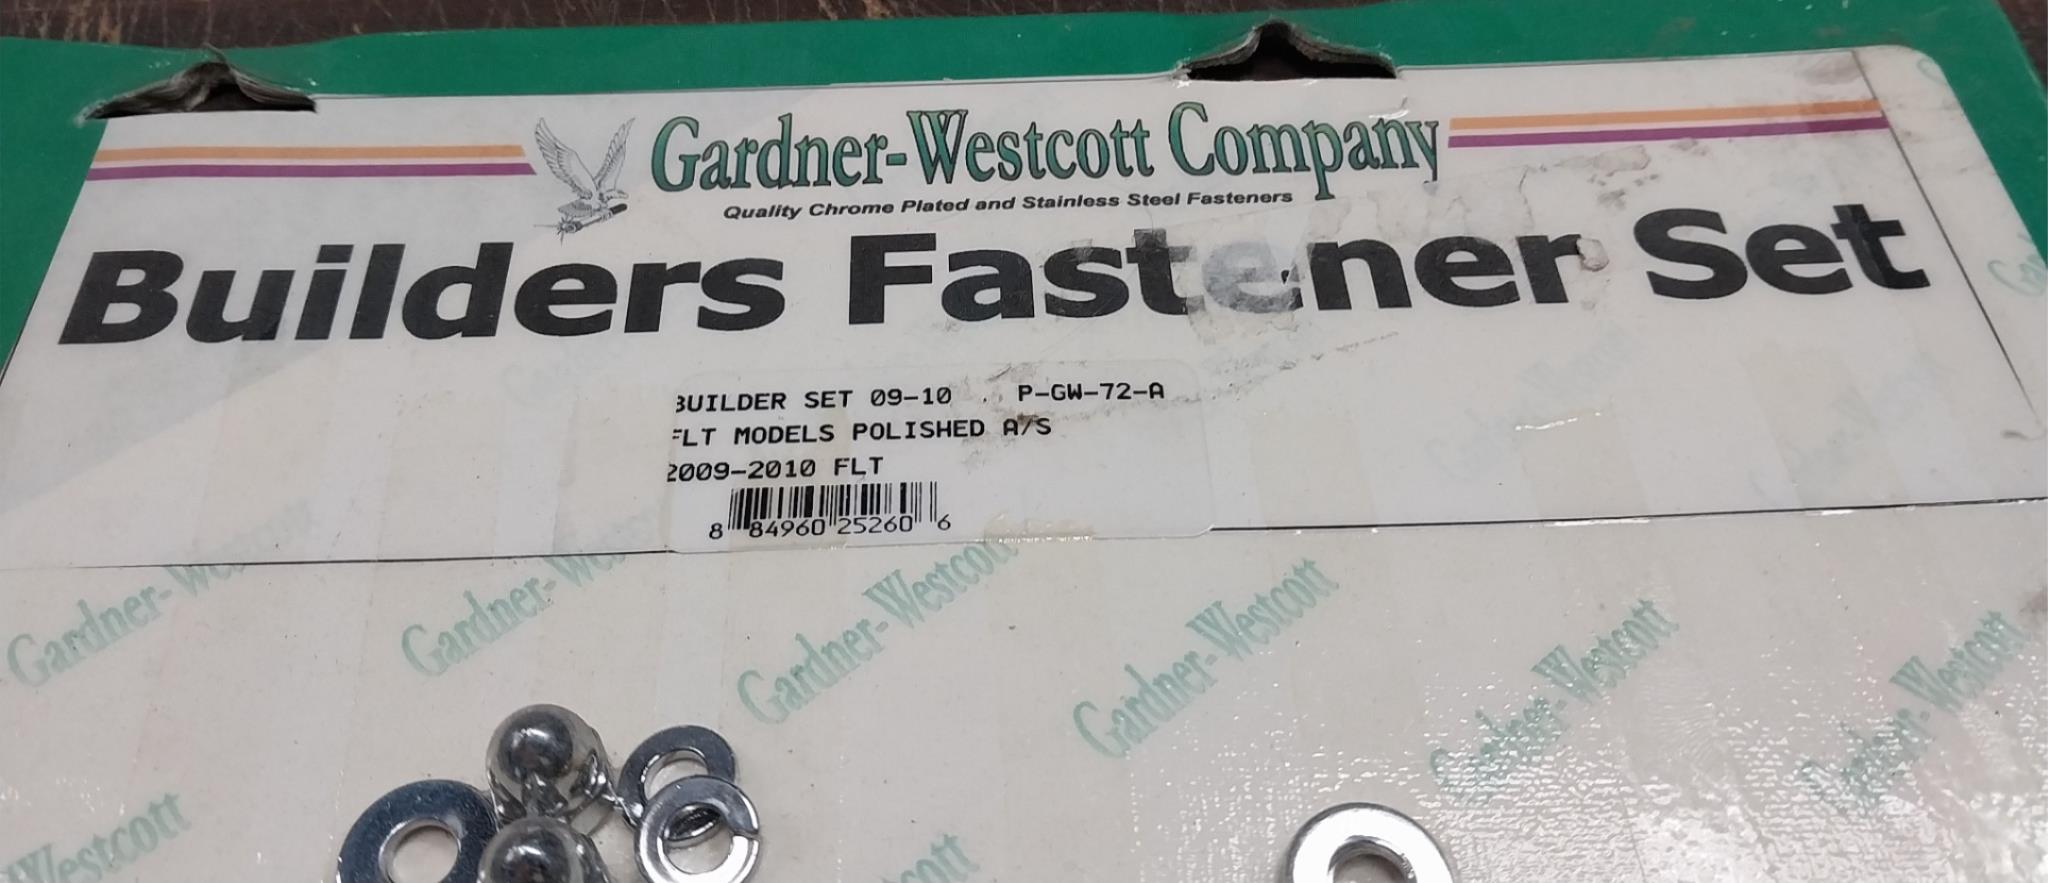 Gardner-Westcott Company
Quality Chrome Plated and Stainless Steel Fasteners
Builders Fastener Set
BUILDER SET 09-10 P-GW-72-A
FLT MODELS POLISHED A/S
2009-2010 FLT
8 84960 25260 6
Gardner-Westcott
Gardner-Westcott
Gardner-Westcott
Gardner-Westcott
Gardner-Westcott
Gardner-Westcott
Westcott